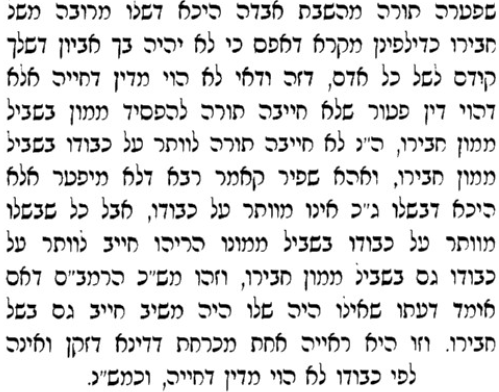 שפטרה תורה מהשבת אבדה היכא דשלו מרובה משל
חבירו כדילפינן מקרא דאפס כי לא יהיה בך אביון דשלך
קידם לשל כל אדם, דזה ודאי לא הוי מדין דחייה אלא
דהוי דין פטור שלא חייבה תורה להפסיד ממון בשביל
ממון חבירו, ה״נ לא חייבה תורה לוותר על כבודו בשביל
ממון חבירו, ואהא שפיר קאמר רבא דלא מיפטר אלא
היכא דבשלו ג״כ אינו מוותר על כבודו, אבל כל שבשלו
מוותר על כבודו בשביל ממונו הריהו חייב לוותר על
כבודו גם בשביל ממון חבירו, וזהו מש״כ הרמב״ם דאם
אומד דעתו שאילו היה שלו היה משיב חייב גם בשל
חבירו. וזו היא ראייה אחת מכרחת דדינא דזקן ואינה
לפי כבודו לא הוי מדין דחייה, וכמש״נ.